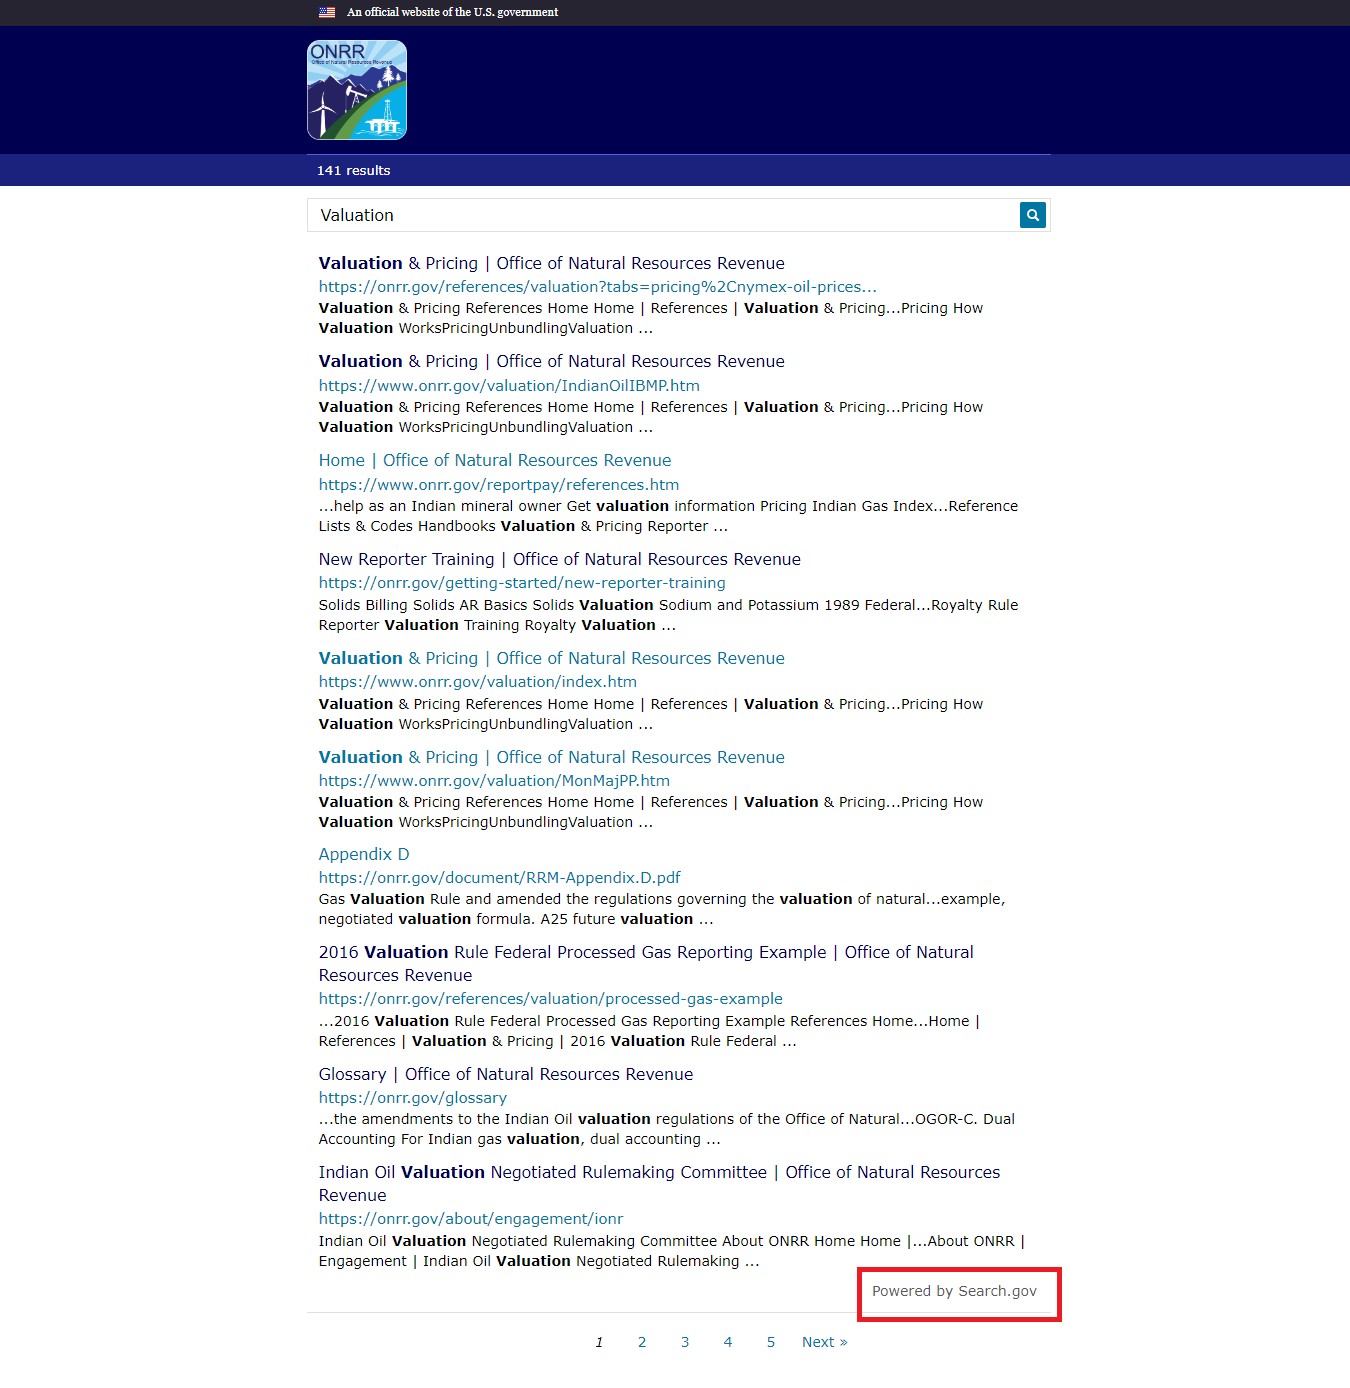 An official website of the U.S. government
ONRR
Office of Natural Resources Revenue
141 results
Valuation
Valuation & Pricing | Office of Natural Resources Revenue
https://onrr.gov/references/valuation?tabs=pricing%2Cnymex-oil-prices...
Valuation & Pricing References Home Home | References | Valuation & Pricing...Pricing How
Valuation WorksPricingUnbundlingValuation ...
Valuation & Pricing | Office of Natural Resources Revenue
https://www.onrr.gov/valuation/IndianOilIBMP.htm
Valuation & Pricing References Home Home | References | Valuation & Pricing...Pricing How
Valuation WorksPricingUnbundlingValuation ...
Home | Office of Natural Resources Revenue
https://www.onrr.gov/reportpay/references.htm
...help as an Indian mineral owner Get valuation information Pricing Indian Gas Index...Reference
Lists & Codes Handbooks Valuation & Pricing Reporter ...
New Reporter Training | Office of Natural Resources Revenue
https://onrr.gov/getting-started/new-reporter-training
Solids Billing Solids AR Basics Solids Valuation Sodium and Potassium 1989 Federal...Royalty Rule
Reporter Valuation Training Royalty Valuation ...
Valuation & Pricing | Office of Natural Resources Revenue
https://www.onrr.gov/valuation/index.htm
Valuation & Pricing References Home Home | References | Valuation & Pricing...Pricing How
Valuation WorksPricingUnbundlingValuation ...
Valuation & Pricing | Office of Natural Resources Revenue
https://www.onrr.gov/valuation/MonMajPP.htm
Valuation & Pricing References Home Home | References | Valuation & Pricing...Pricing How
Valuation WorksPricingUnbundlingValuation ...
Appendix D
https://onrr.gov/document/RRM-Appendix.D.pdf
Gas Valuation Rule and amended the regulations governing the valuation of natural...example,
negotiated valuation formula. A25 future valuation ...
2016 Valuation Rule Federal Processed Gas Reporting Example | Office of Natural
Resources Revenue
https://onrr.gov/references/valuation/processed-gas-example
...2016 Valuation Rule Federal Processed Gas Reporting Example References Home...Home |
References | Valuation & Pricing | 2016 Valuation Rule Federal ...
Glossary | Office of Natural Resources Revenue
https://onrr.gov/glossary
...the amendments to the Indian Oil valuation regulations of the Office of Natural...OGOR-C. Dual
Accounting For Indian gas valuation, dual accounting ...
Indian Oil Valuation Negotiated Rulemaking Committee | Office of Natural Resources
Revenue
https://onrr.gov/about/engagement/ionr
Indian Oil Valuation Negotiated Rulemaking Committee About ONRR Home Home |...About ONRR |
Engagement | Indian Oil Valuation Negotiated Rulemaking ...
Powered by Search.gov
1 2 3 4 5 Next »